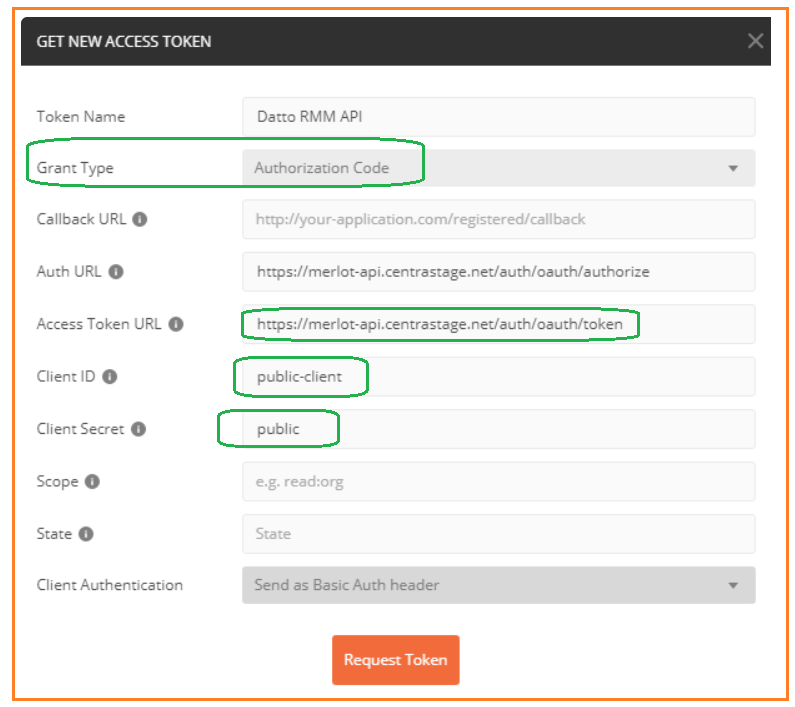 GET NEW ACCESS TOKEN
Token Name Datto RMM API
Grant Type Authorization Code
Callback URL http://your-application.com/registered/callback
Auth URL https://merlot-api.centrastage.net/auth/oauth/authorize
Access Token URL https://merlot-api.centrastage.net/auth/oauth/token
Client ID public-client
Client Secret public
Scope e.g. read:org
State State
Client Authentication Send as Basic Auth header
Request Token